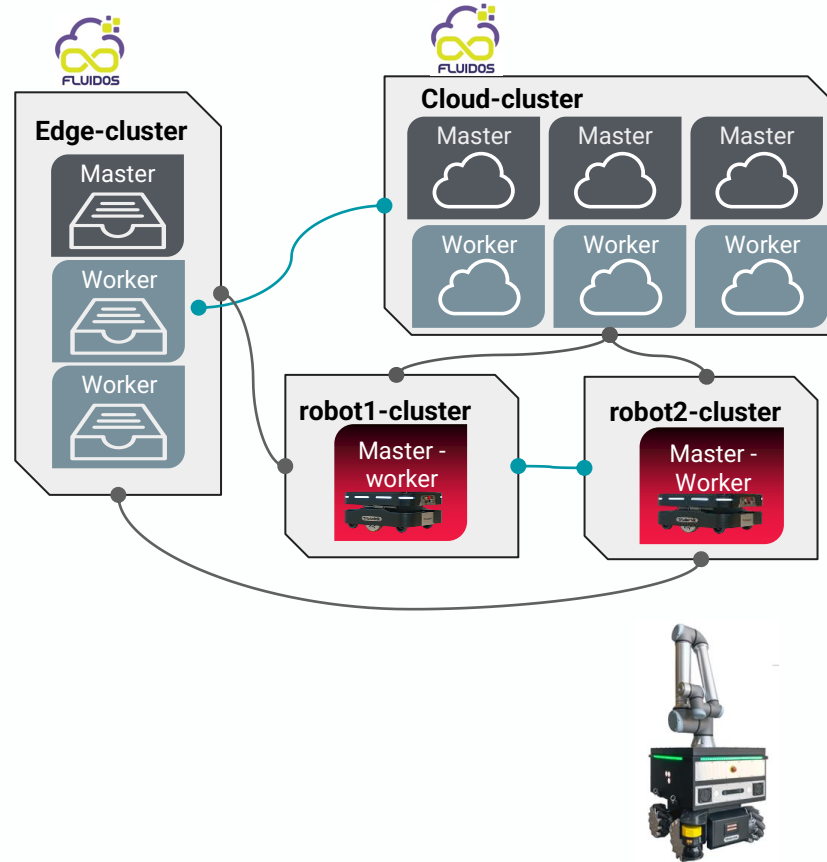 FLUIDOS
FLUIDOS
Edge-cluster
Master
Worker
Worker
Cloud-cluster
Master
Master
Master
Worker
Worker
Worker
robot1-cluster
Master -
worker
robot2-cluster
Master -
Worker